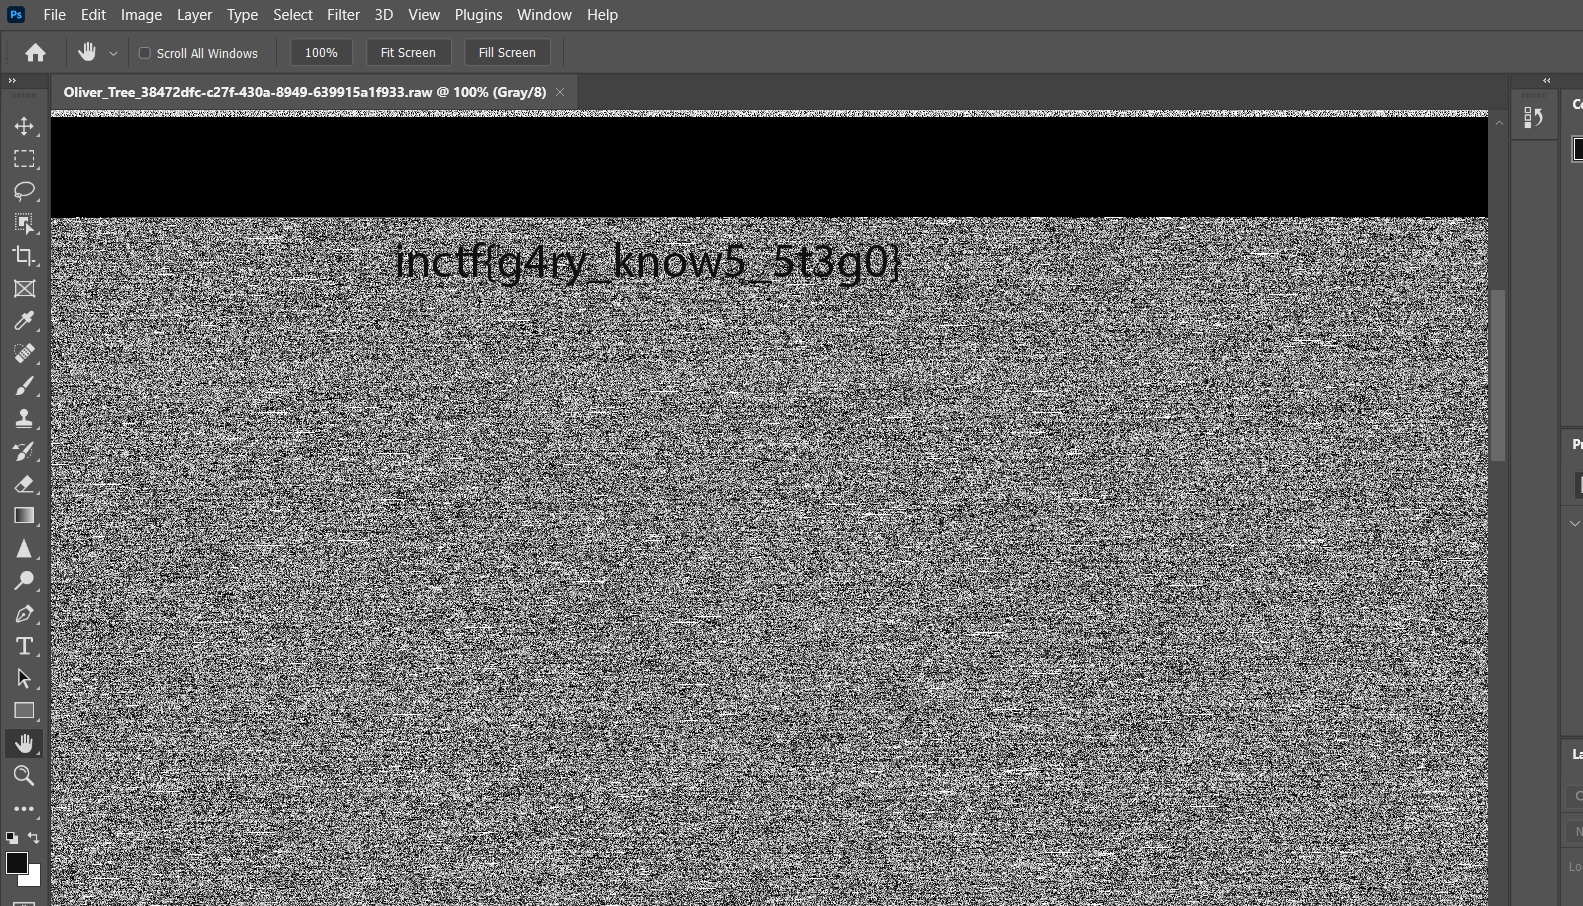 Ps File Edit Image Layer Type Select Filter 3D View Plugins Window Help
Scroll All Windows 100% Fit Screen Fill Screen
Oliver_Tree_38472dfc-c27f-430a-8949-639915a1f933.raw @ 100% (Gray/8)
inctf{g4ry_know5_5t3g0}